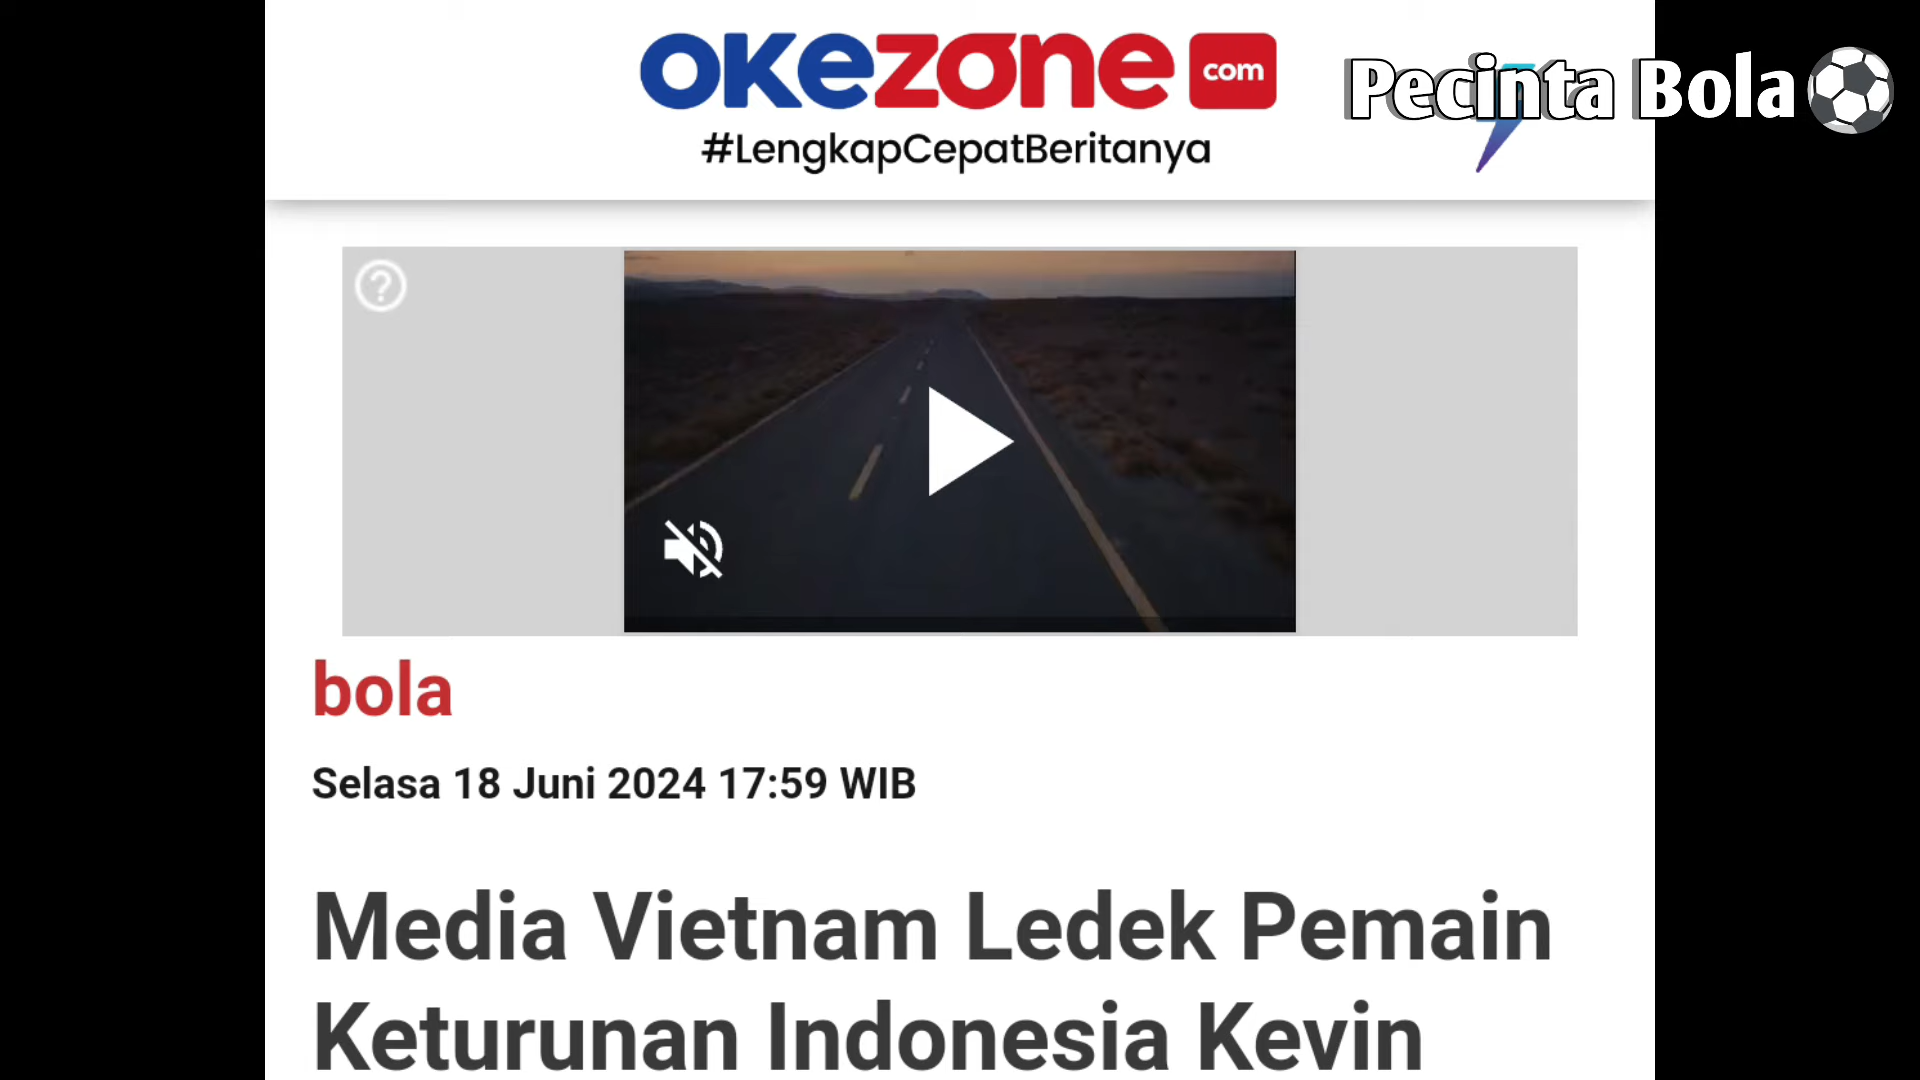 okezone com
Pecinta Bola
#LengkapCepatBeritanya
bola
Selasa 18 Juni 2024 17:59 WIB
Media Vietnam Ledek Pemain
Keturunan Indonesia Kevin